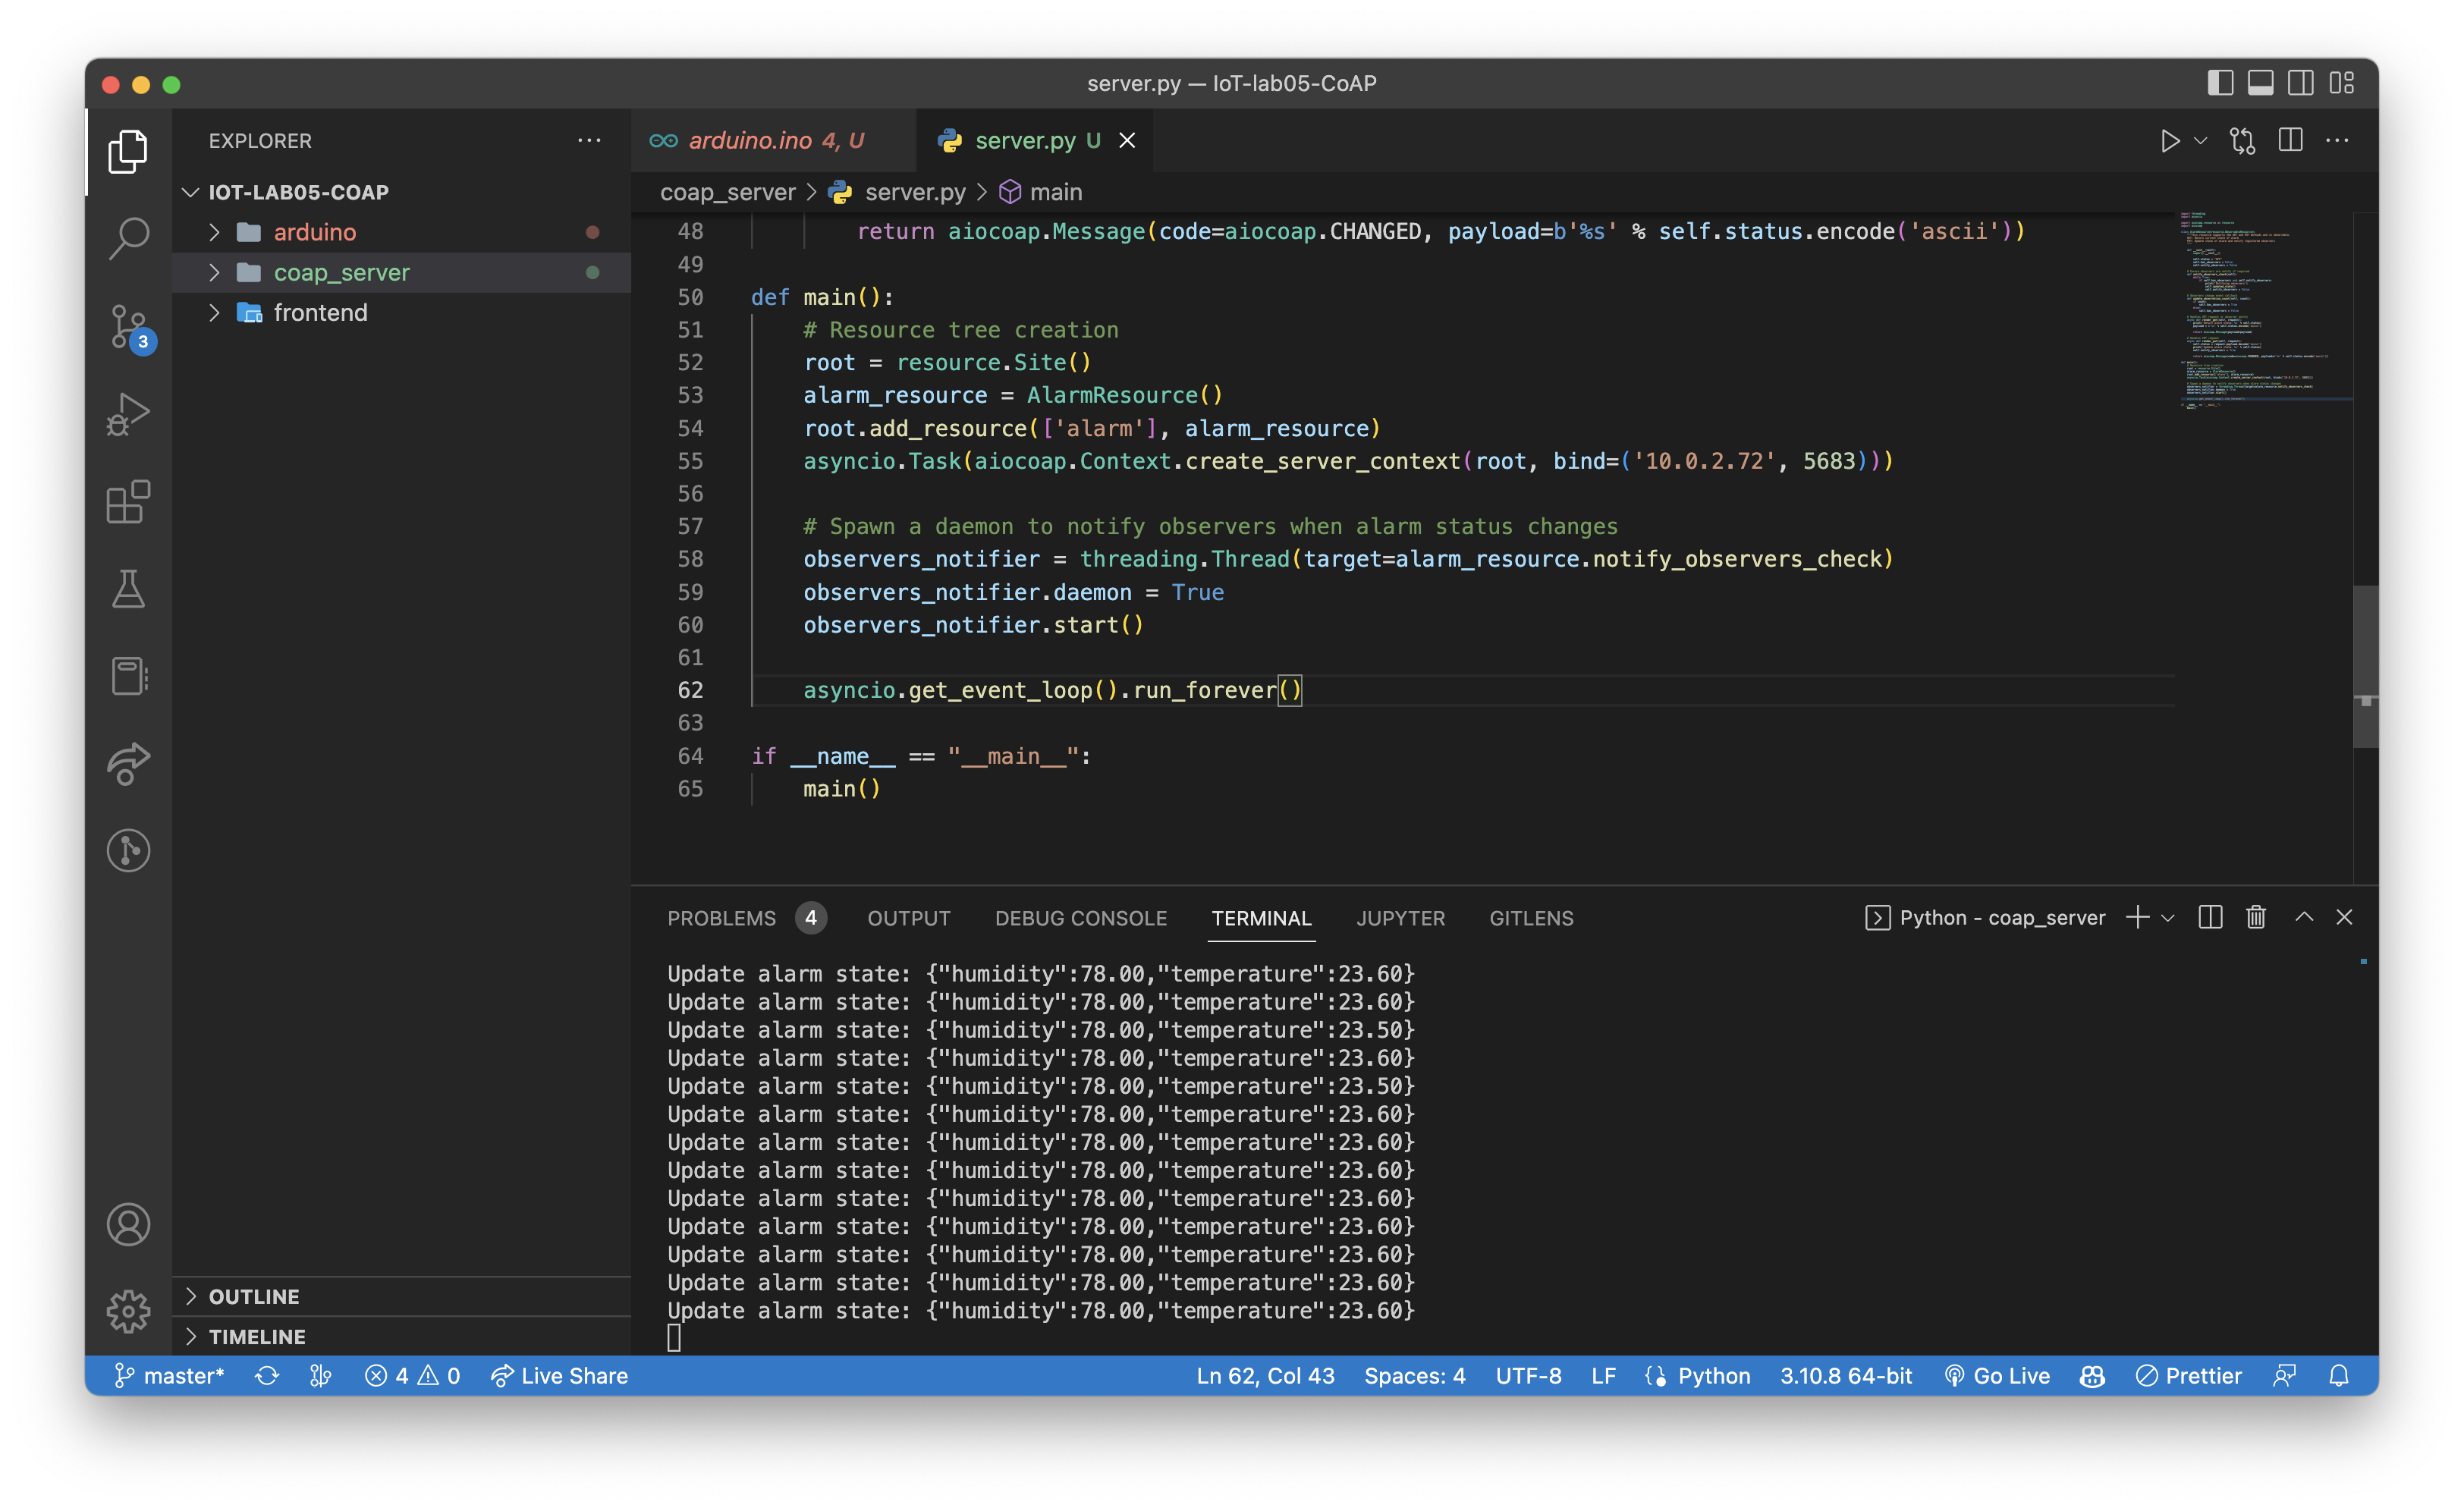 server.py — IoT-lab05-CoAP
EXPLORER
IOT-LAB05-COAP
arduino
coap_server
frontend
3
OUTLINE
TIMELINE
arduino.ino 4, U
server.py U
coap_server > server.py > main
48 return aiocoap.Message(code=aiocoap.CHANGED, payload=b'%s' % self.status.encode('ascii'))
49
50 def main():
51 # Resource tree creation
52 root = resource.Site()
53 alarm_resource = AlarmResource()
54 root.add_resource(['alarm'], alarm_resource)
55 asyncio.Task(aiocoap.Context.create_server_context(root, bind=('10.0.2.72', 5683)))
56
57 # Spawn a daemon to notify observers when alarm status changes
58 observers_notifier = threading.Thread(target=alarm_resource.notify_observers_check)
59 observers_notifier.daemon = True
60 observers_notifier.start()
61
62 asyncio.get_event_loop().run_forever()
63
64 if __name__ == "__main__":
65 main()
PROBLEMS 4 OUTPUT DEBUG CONSOLE TERMINAL JUPYTER GITLENS Python - coap_server
Update alarm state: {"humidity":78.00,"temperature":23.60}
Update alarm state: {"humidity":78.00,"temperature":23.60}
Update alarm state: {"humidity":78.00,"temperature":23.50}
Update alarm state: {"humidity":78.00,"temperature":23.60}
Update alarm state: {"humidity":78.00,"temperature":23.50}
Update alarm state: {"humidity":78.00,"temperature":23.60}
Update alarm state: {"humidity":78.00,"temperature":23.60}
Update alarm state: {"humidity":78.00,"temperature":23.60}
Update alarm state: {"humidity":78.00,"temperature":23.60}
Update alarm state: {"humidity":78.00,"temperature":23.60}
Update alarm state: {"humidity":78.00,"temperature":23.60}
Update alarm state: {"humidity":78.00,"temperature":23.60}
Update alarm state: {"humidity":78.00,"temperature":23.60}
master* 4 0 Live Share Ln 62, Col 43 Spaces: 4 UTF-8 LF Python 3.10.8 64-bit Go Live Prettier